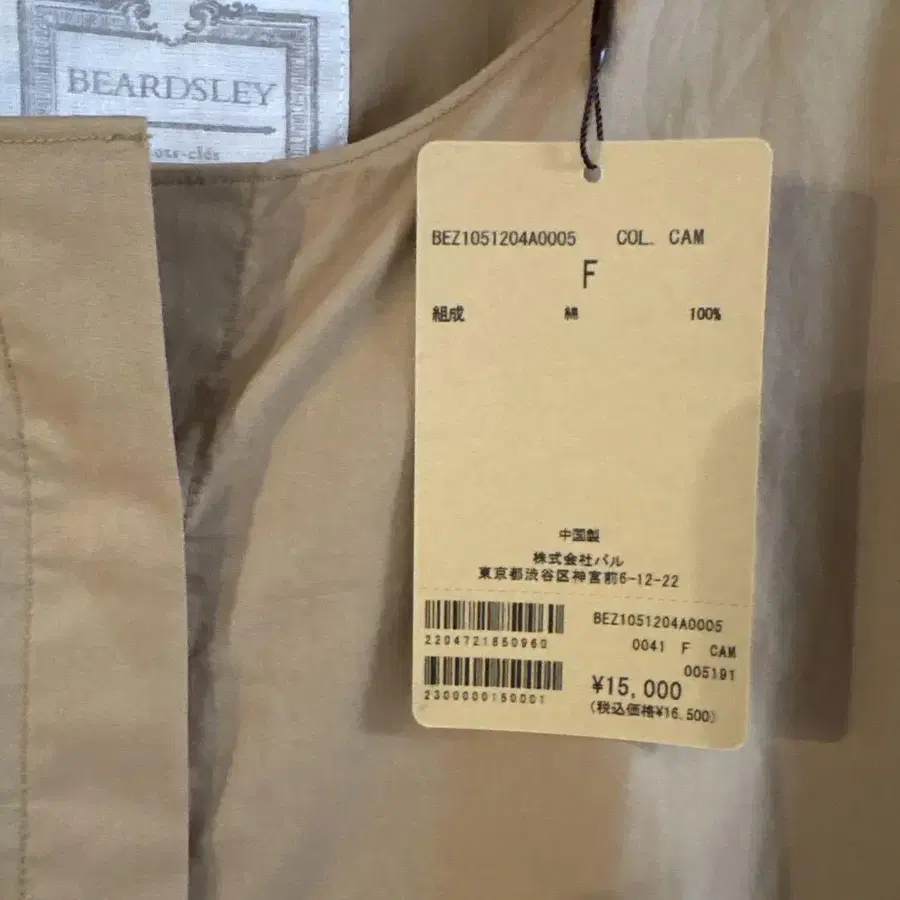 BEARDSLEY
BEZ1051204A0005 COL. CAM
F
組成 綿 100%
中国製
株式会社パル
東京都渋谷区神宮前6-12-22
BEZ1051204A0005
0041 F CAM
005191
2204721850960
2300000150001
¥15,000
(税込価格¥16,500)